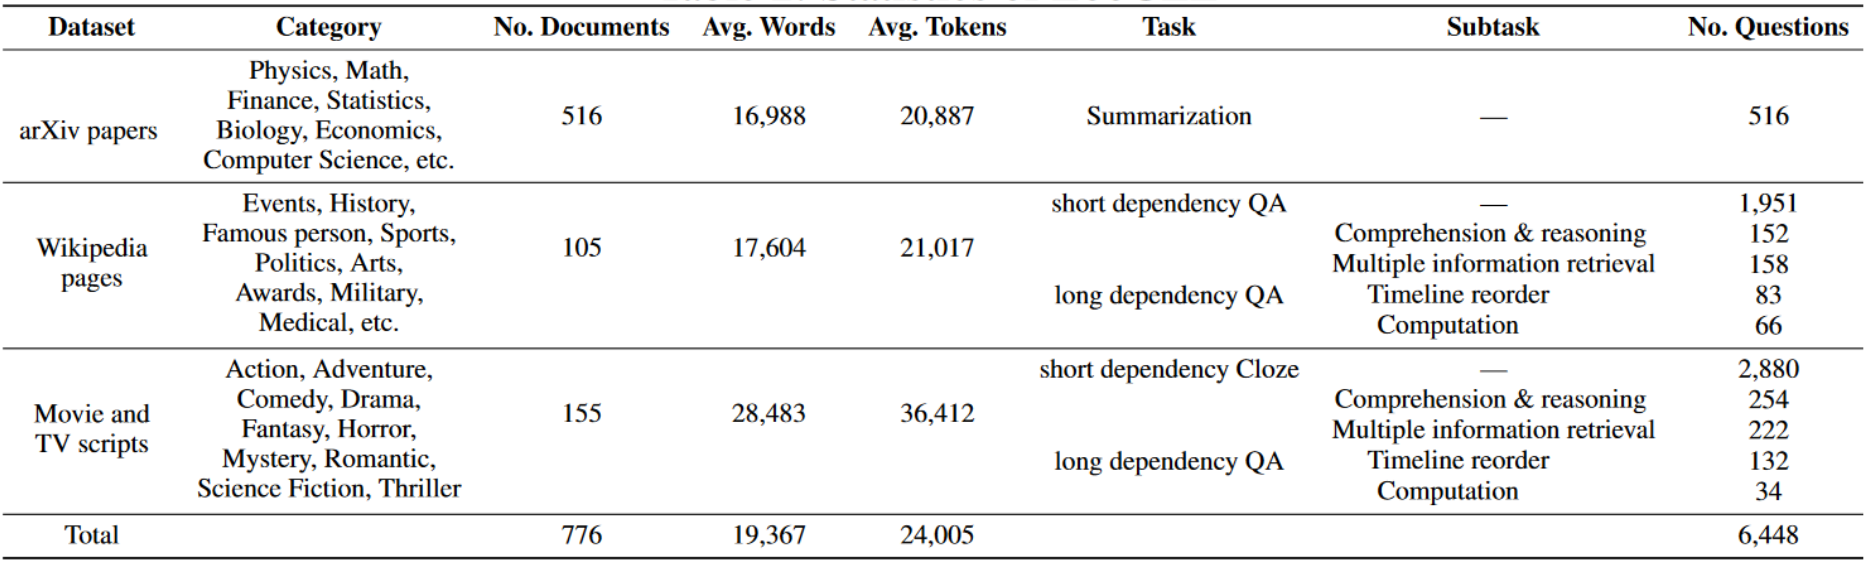 Dataset Category No. Documents Avg. Words Avg. Tokens Task Subtask No. Questions
arXiv papers
Physics, Math,
Finance, Statistics,
Biology, Economics,
Computer Science, etc.
516 16,988 20,887 Summarization — 516
Wikipedia
pages
Events, History,
Famous person, Sports,
Politics, Arts,
Awards, Military,
Medical, etc.
105 17,604 21,017
short dependency QA — 1,951
long dependency QA
Comprehension & reasoning 152
Multiple information retrieval 158
Timeline reorder 83
Computation 66
Movie and
TV scripts
Action, Adventure,
Comedy, Drama,
Fantasy, Horror,
Mystery, Romantic,
Science Fiction, Thriller
155 28,483 36,412
short dependency Cloze — 2,880
long dependency QA
Comprehension & reasoning 254
Multiple information retrieval 222
Timeline reorder 132
Computation 34
Total 776 19,367 24,005 6,448